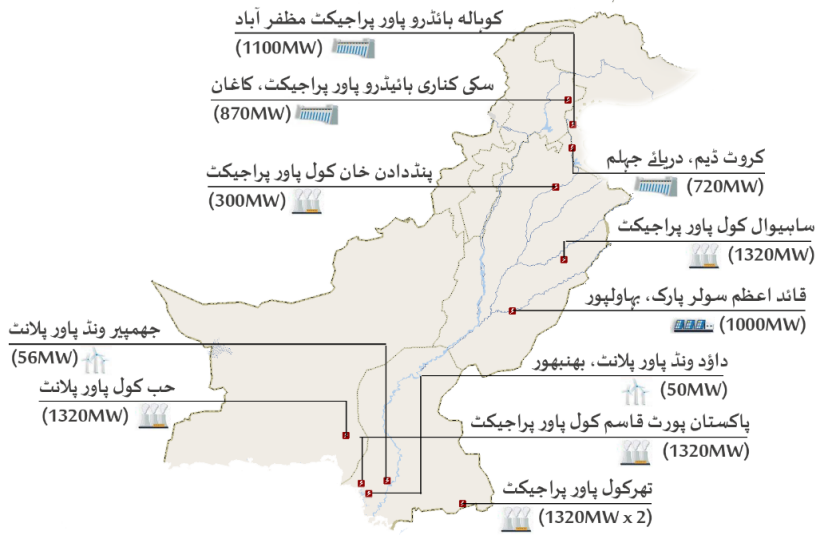 کوہالہ ہائڈرو پاور پراجیکٹ مظفر آباد
(1100MW)
سکی کناری ہائیڈرو پاور پراجیکٹ، کاغان
(870MW)
کروٹ ڈیم، دریائے جہلم
(720MW)
پنڈدادن خان کول پاور پراجیکٹ
(300MW)
ساہیوال کول پاور پراجیکٹ
(1320MW)
قائد اعظم سولر پارک، بہاولپور
(1000MW)
جھمپیر ونڈ پاور پلانٹ
(56MW)
داؤد ونڈ پاور پلانٹ، بھنبھور
(50MW)
حب کول پاور پلانٹ
(1320MW)
پاکستان پورٹ قاسم کول پاور پراجیکٹ
(1320MW)
تھرکول پاور پراجیکٹ
(1320MW x 2)